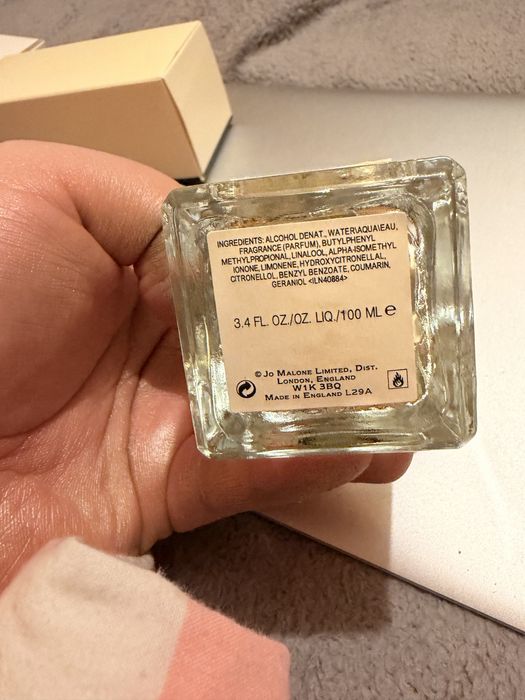 INGREDIENTS: ALCOHOL DENAT., WATER\AQUA\EAU,
FRAGRANCE (PARFUM), BUTYLPHENYL
METHYLPROPIONAL, LINALOOL, ALPHA-ISOMETHYL
IONONE, LIMONENE, HYDROXYCITRONELLAL,
CITRONELLOL, BENZYL BENZOATE, COUMARIN,
GERANIOL <ILN40884>
3.4 FL. OZ./OZ. LIQ./100 ML ℮
© JO MALONE LIMITED, DIST.
LONDON, ENGLAND
W1K 3BQ
MADE IN ENGLAND L29A